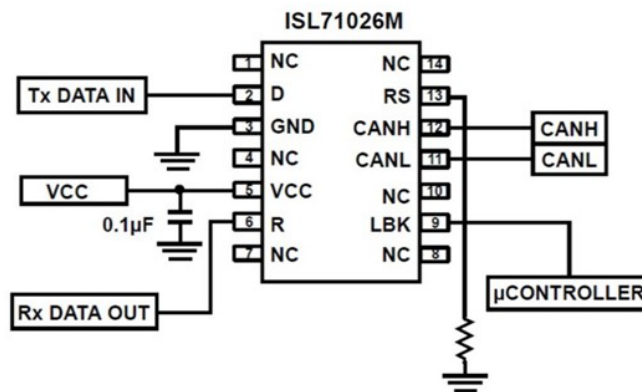 ISL71026M
1 NC
NC 14
Tx DATA IN
2 D
RS 13
3 GND
CANH 12
CANH
4 NC
CANL 11
CANL
VCC
5 VCC
NC 10
0.1µF
6 R
LBK 9
7 NC
NC 8
µCONTROLLER
Rx DATA OUT